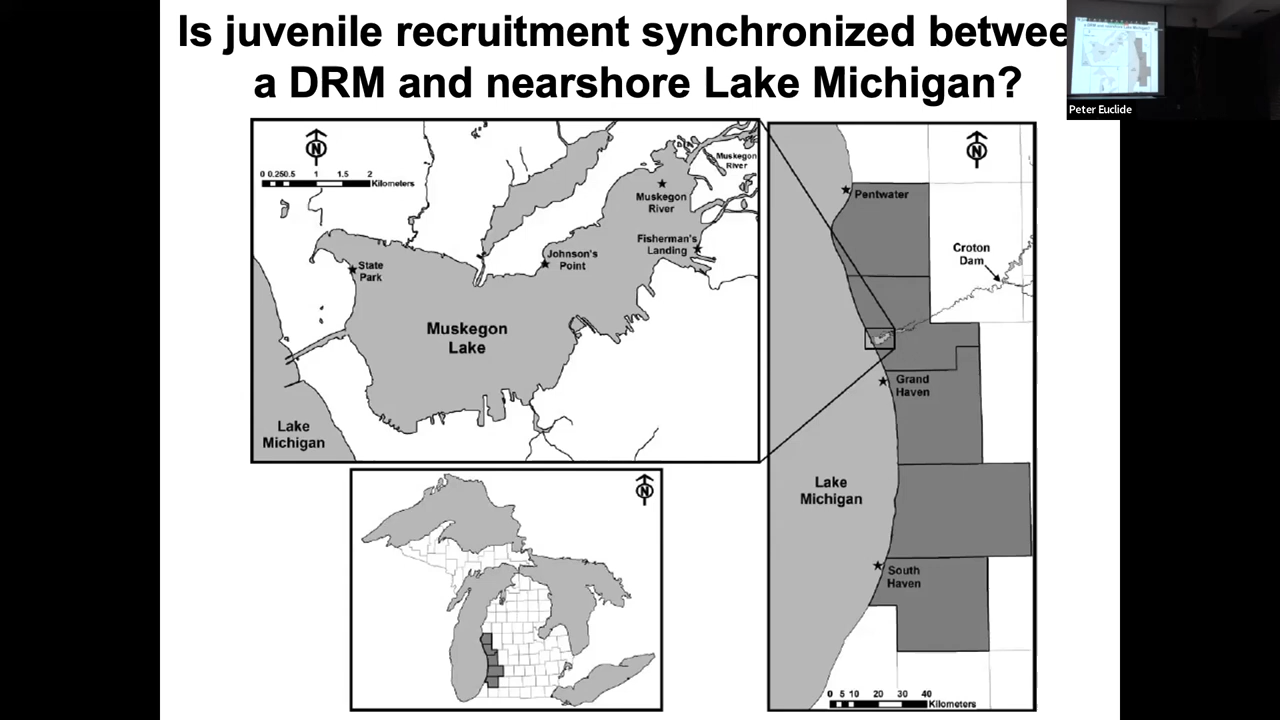 Is juvenile recruitment synchronized betwee
a DRM and nearshore Lake Michigan?
Peter Euclide
N
0 0.250.5 1 1.5 2
Kilometers
Muskegon
River
Muskegon
River
Fisherman's
Landing
Johnson's
Point
State
Park
Muskegon
Lake
Lake
Michigan
N
N
Pentwater
Croton
Dam
Grand
Haven
Lake
Michigan
South
Haven
0 5 10 20 30 40
Kilometers